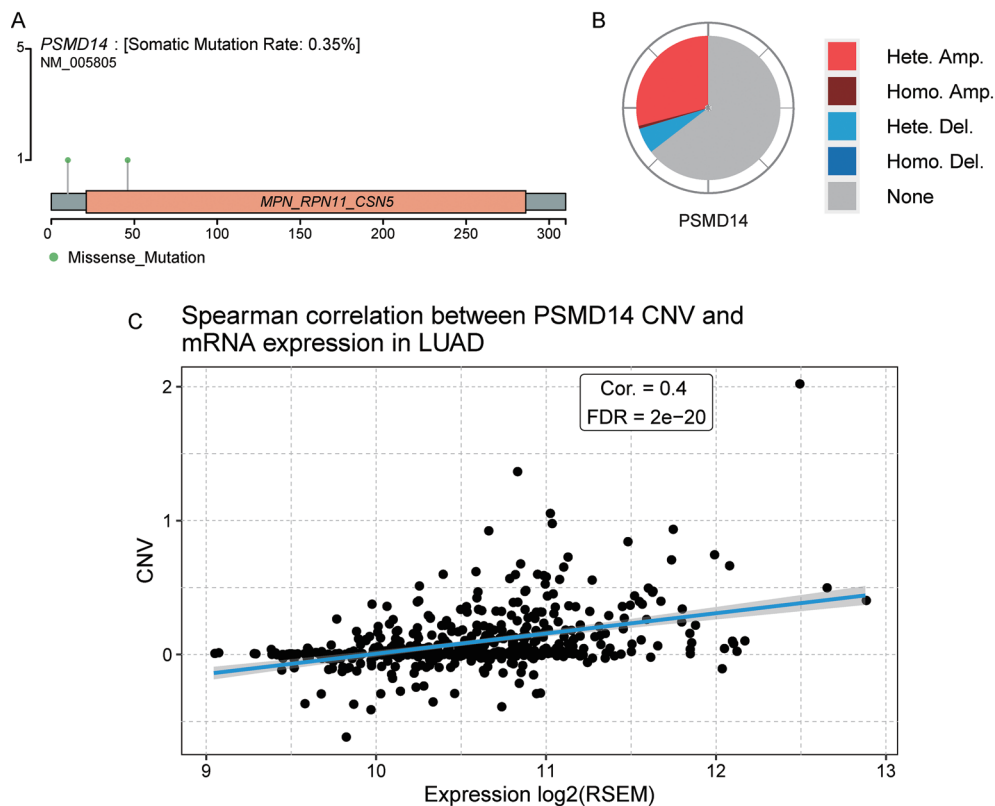 A
PSMD14 : [Somatic Mutation Rate: 0.35%]
NM_005805
5
1
MPN_RPN11_CSN5
0 50 100 150 200 250 300
Missense_Mutation
B
PSMD14
Hete. Amp.
Homo. Amp.
Hete. Del.
Homo. Del.
None
C
Spearman correlation between PSMD14 CNV and
mRNA expression in LUAD
Cor. = 0.4
FDR = 2e−20
2
1
0
CNV
9 10 11 12 13
Expression log2(RSEM)